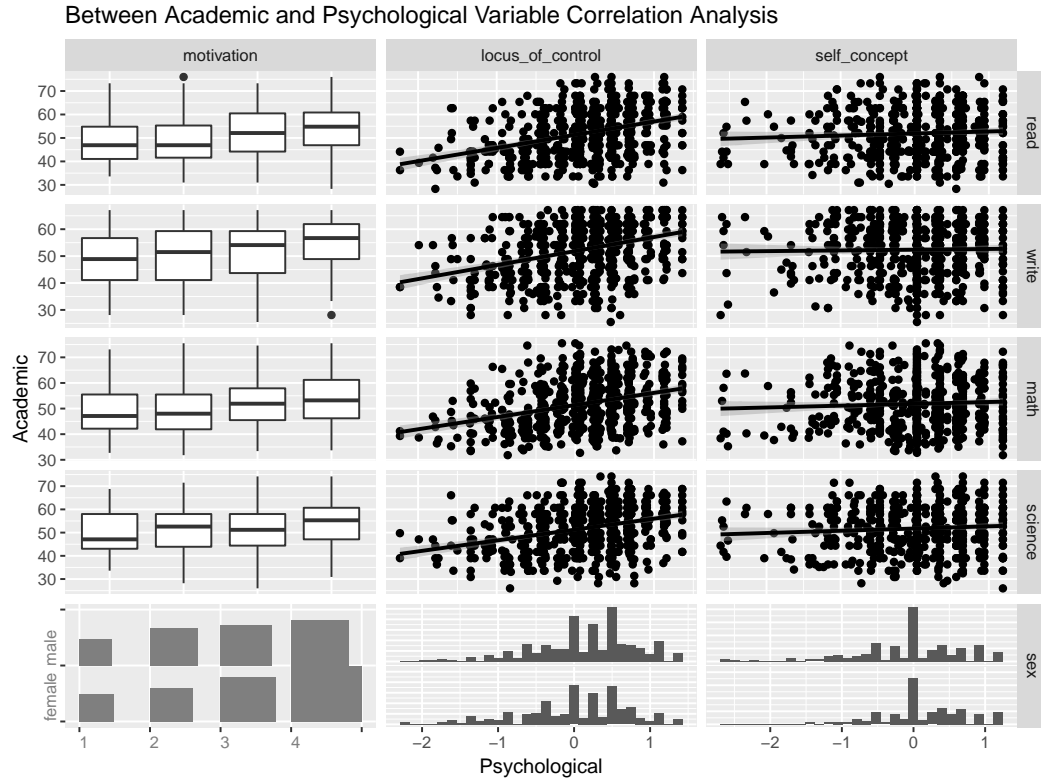 Between Academic and Psychological Variable Correlation Analysis
motivation locus_of_control self_concept
70
60
50
40
30
read
60
50
40
30
write
70
60
50
40
30
math
70
60
50
40
30
science
male
female
sex
Academic
1 2 3 4 −2 −1 0 1 −2 −1 0 1
Psychological